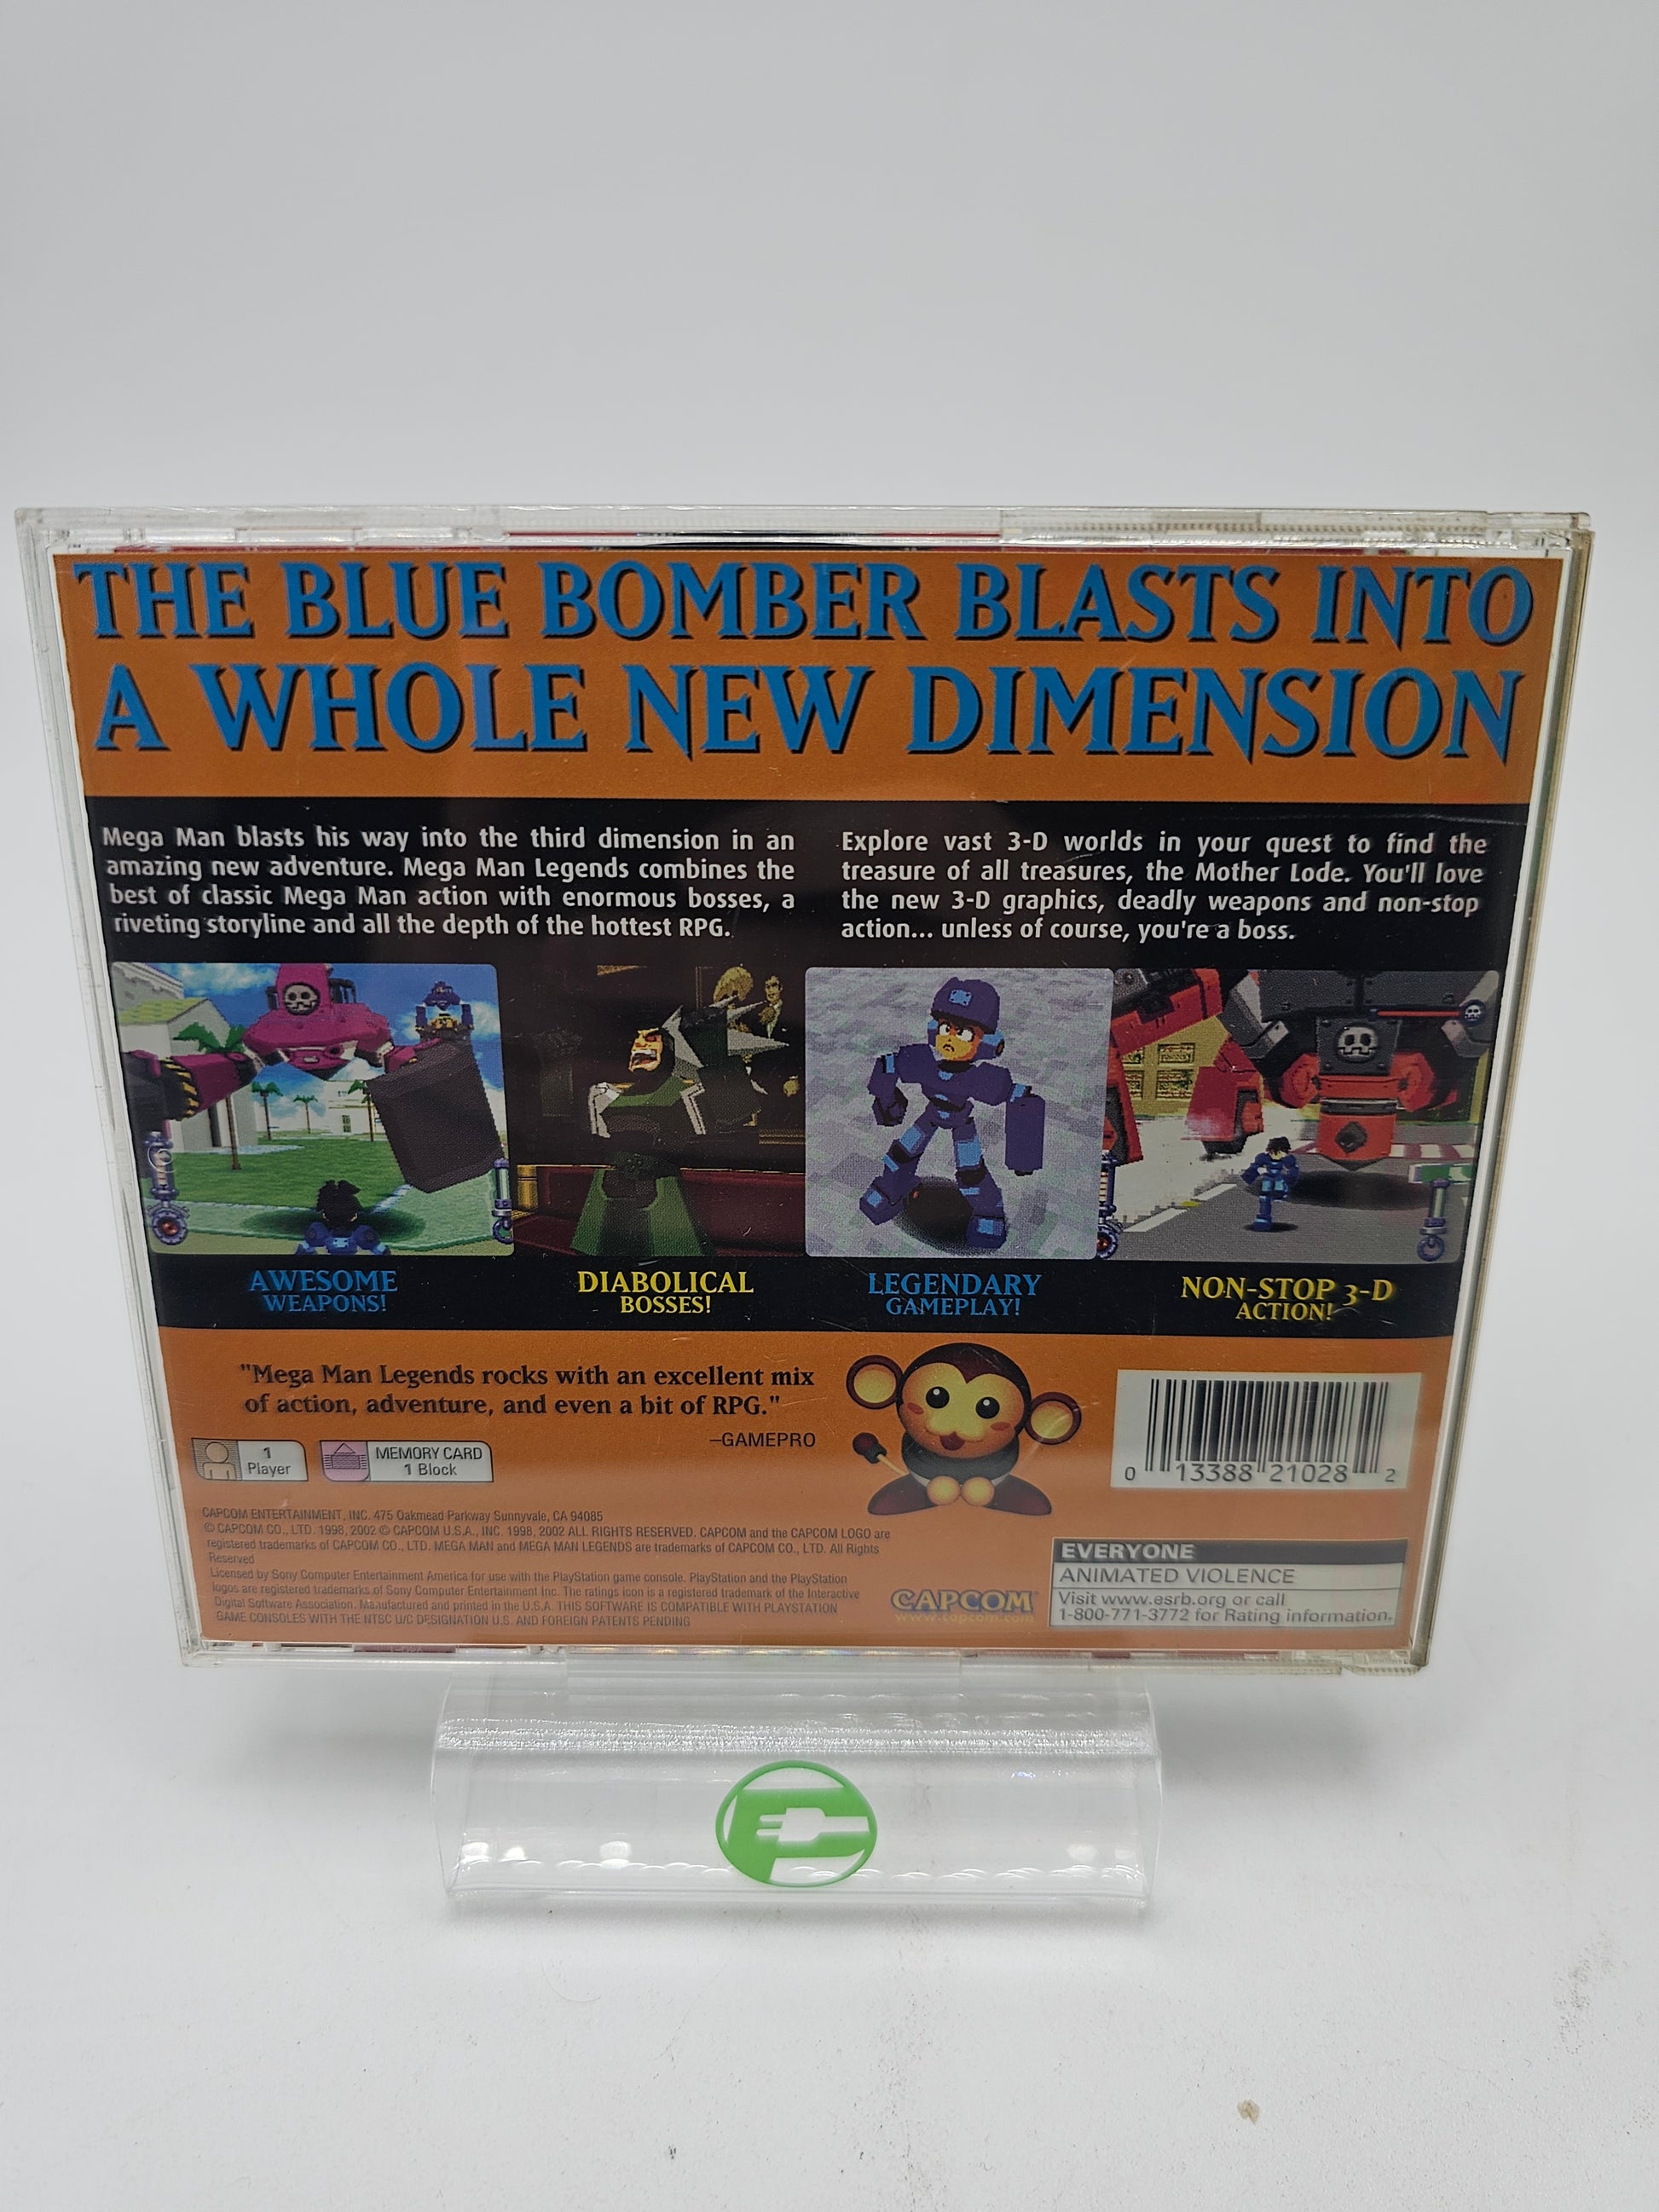 THE BLUE BOMBER BLASTS INTO
A WHOLE NEW DIMENSION
Mega Man blasts his way into the third dimension in an
amazing new adventure. Mega Man Legends combines the
best of classic Mega Man action with enormous bosses, a
riveting storyline and all the depth of the hottest RPG.
Explore vast 3-D worlds in your quest to find the
treasure of all treasures, the Mother Lode. You'll love
the new 3-D graphics, deadly weapons and non-stop
action... unless of course, you're a boss.
AWESOME
WEAPONS!
DIABOLICAL
BOSSES!
LEGENDARY
GAMEPLAY!
NON-STOP 3-D
ACTION!
"Mega Man Legends rocks with an excellent mix
of action, adventure, and even a bit of RPG."
–GAMEPRO
1
Player
MEMORY CARD
1 Block
0 13388 21028 2
CAPCOM ENTERTAINMENT, INC. 475 Oakmead Parkway Sunnyvale, CA 94085
© CAPCOM CO., LTD. 1998, 2002 © CAPCOM U.S.A., INC. 1998, 2002 ALL RIGHTS RESERVED. CAPCOM and the CAPCOM LOGO are
registered trademarks of CAPCOM CO., LTD. MEGA MAN and MEGA MAN LEGENDS are trademarks of CAPCOM CO., LTD. All Rights
Reserved
Licensed by Sony Computer Entertainment America for use with the PlayStation game console. PlayStation and the PlayStation
logos are registered trademarks of Sony Computer Entertainment Inc. The ratings icon is a registered trademark of the Interactive
Digital Software Association. Manufactured and printed in the U.S.A. THIS SOFTWARE IS COMPATIBLE WITH PLAYSTATION
GAME CONSOLES WITH THE NTSC U/C DESIGNATION U.S. AND FOREIGN PATENTS PENDING
CAPCOM
www.capcom.com
EVERYONE
ANIMATED VIOLENCE
Visit www.esrb.org or call
1-800-771-3772 for Rating information.